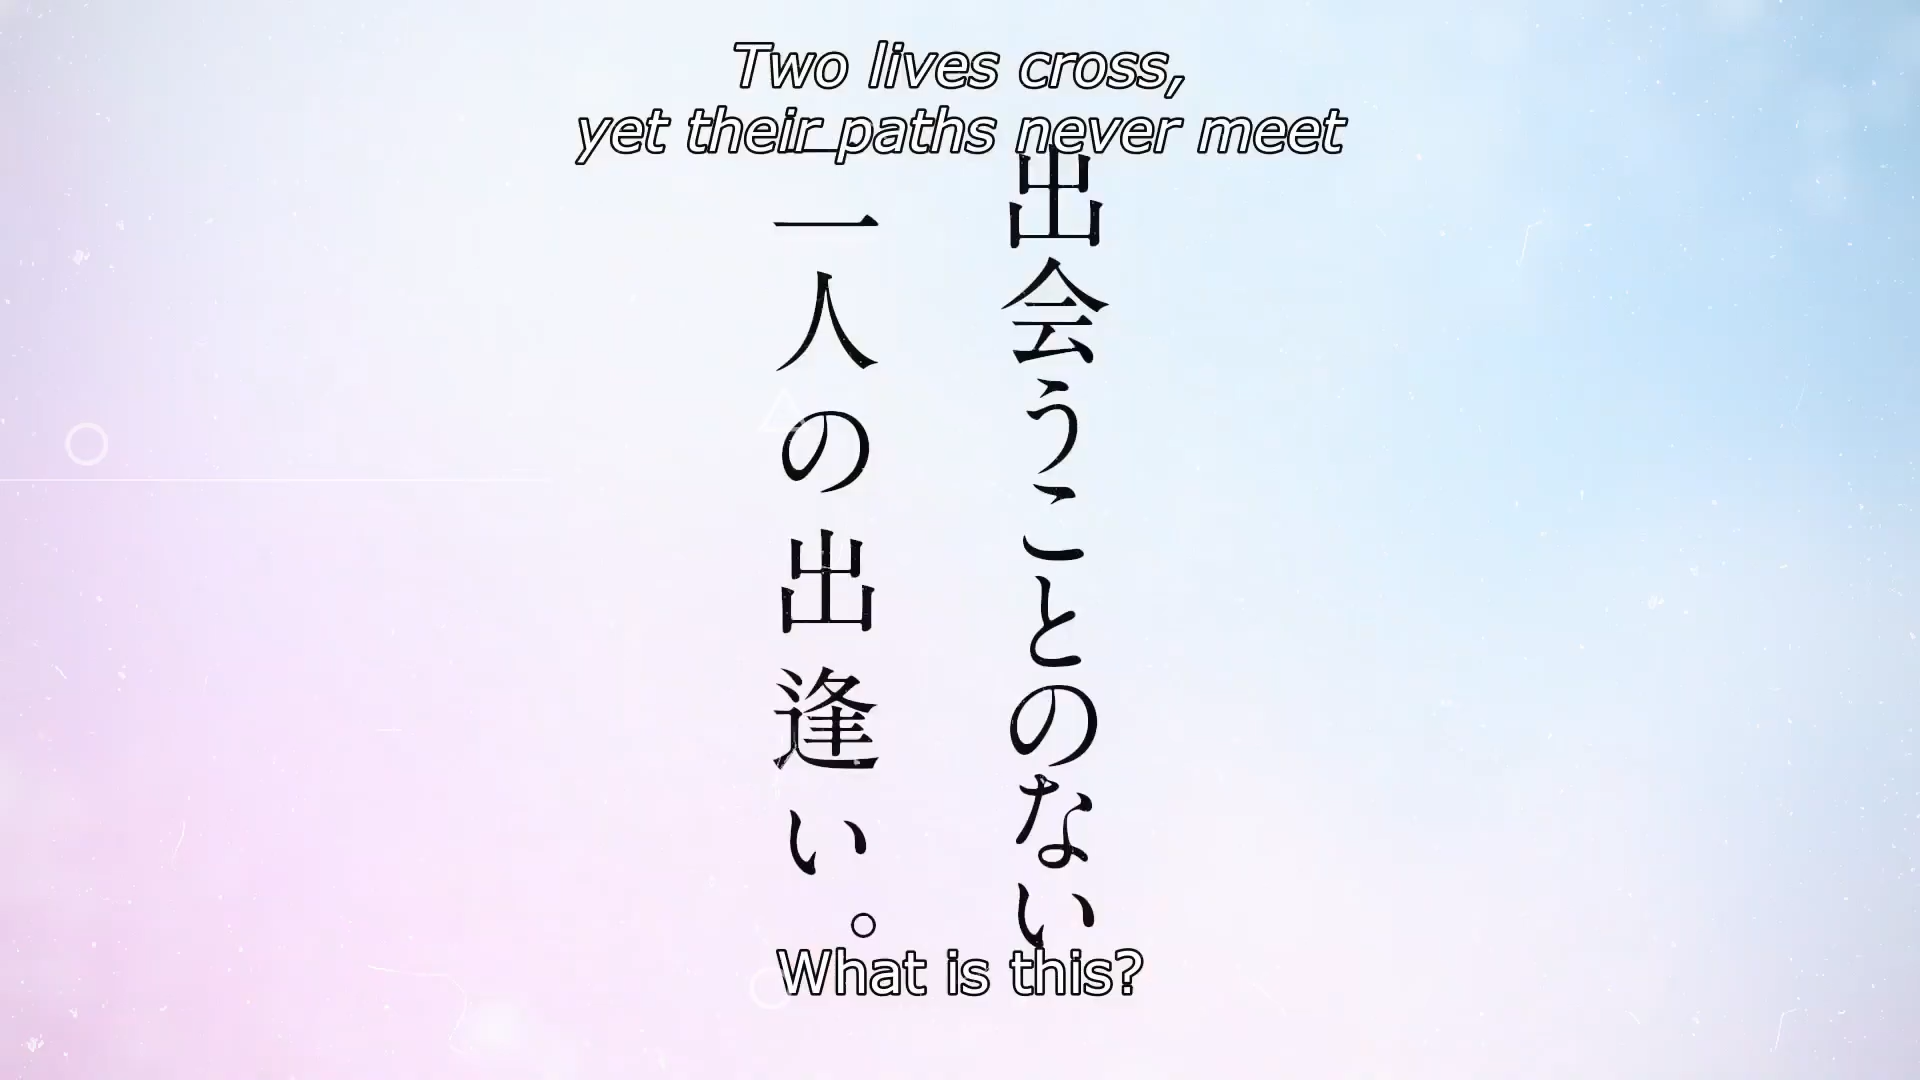 Two lives cross,
yet their paths never meet
出会うことのない
二人の出逢い。
What is this?